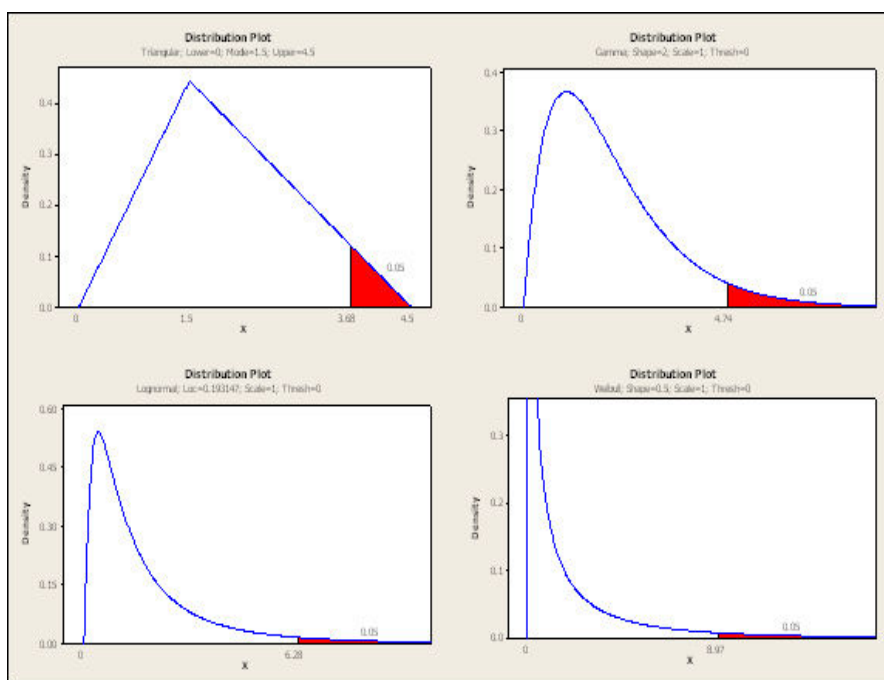 Distribution Plot
Triangular; Lower=0; Mode=1.5; Upper=4.5
0.4
0.3
0.2
0.1
0.0
Density
0.05
0
1.5
3.68
4.5
X
Distribution Plot
Gamma; Shape=2; Scale=1; Thresh=0
0.4
0.3
0.2
0.1
0.0
Density
0.05
0
4.74
X
Distribution Plot
Lognormal; Loc=0.193147; Scale=1; Thresh=0
0.60
0.45
0.30
0.15
0.00
Density
0.05
0
6.28
X
Distribution Plot
Weibull; Shape=0.5; Scale=1; Thresh=0
0.3
0.2
0.1
0.0
Density
0.05
0
8.97
X